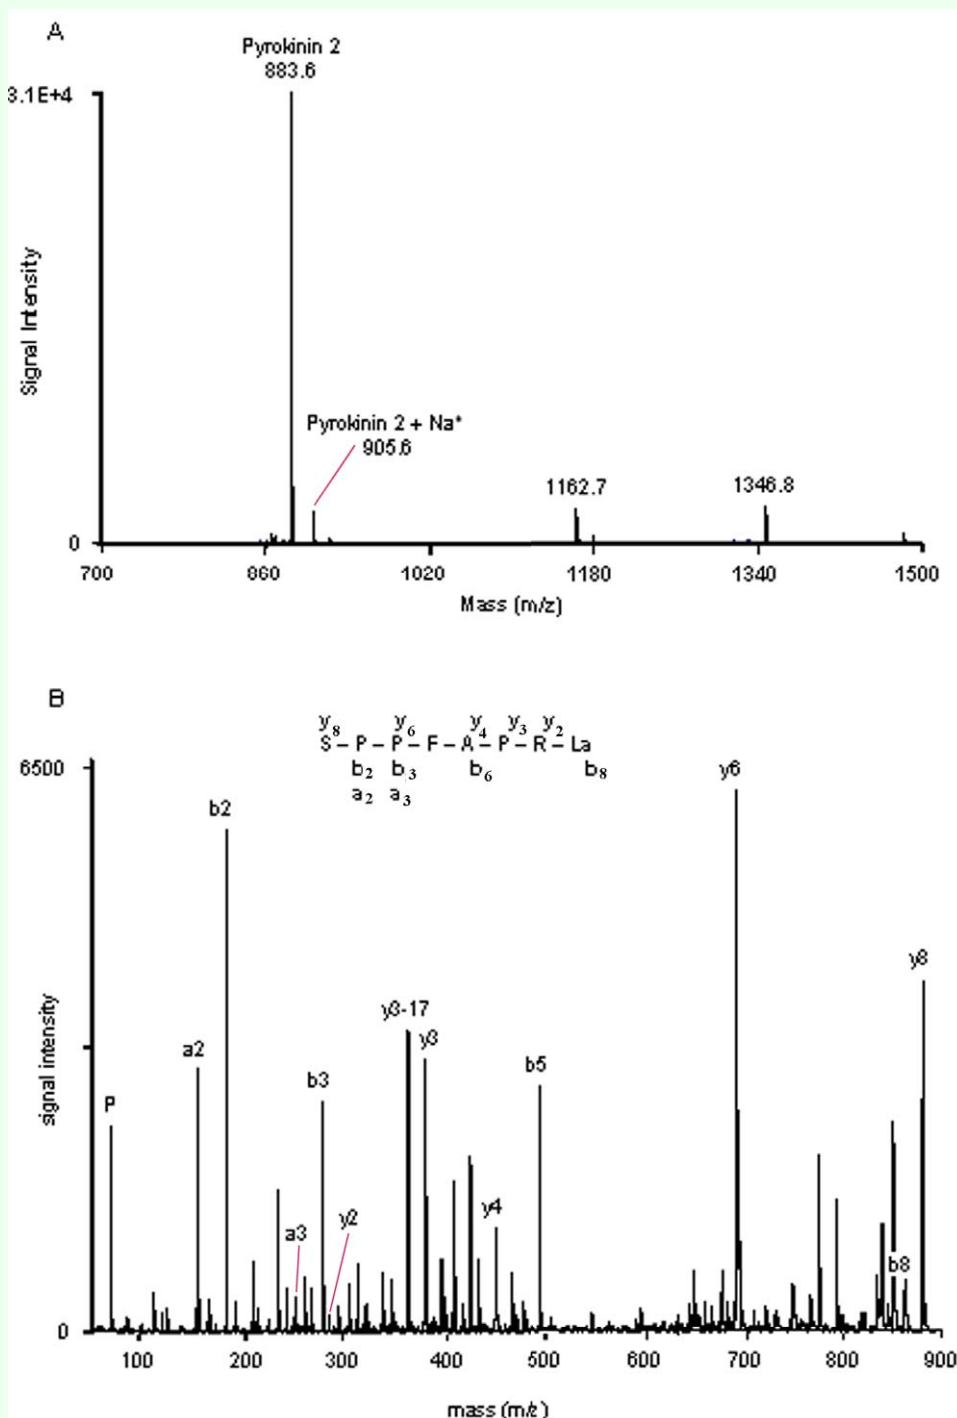 A
Pyrokinin 2
883.6
3.1E+4
Signal Intensity
Pyrokinin 2 + Na*
905.6
1162.7
1346.8
0
700 860 1020 1180 1340 1500
Mass (m/z)
B
y8 y6 y4 y3 y2
S – P – P – F – A – P – R – La
b2 b3 b6 b8
a2 a3
6500
signal intensity
b2
y6
y8
y3-17
y3
a2
b5
b3
P
y4
a3
y2
b8
0
100 200 300 400 500 600 700 800 900
mass (m/z)